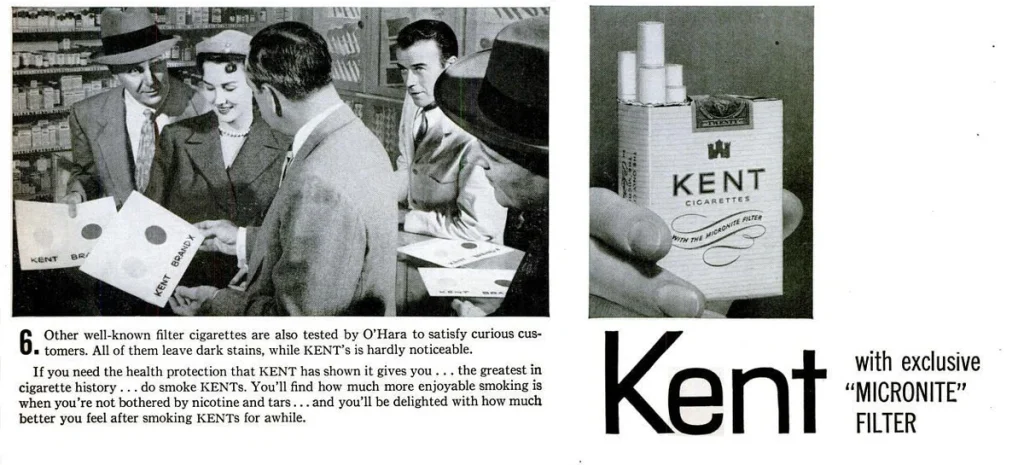 KENT BRA
KENT BRAND X
KENT BRAND
KENT BRA
6. Other well-known filter cigarettes are also tested by O'Hara to satisfy curious cus-
tomers. All of them leave dark stains, while KENT's is hardly noticeable.
If you need the health protection that KENT has shown it gives you . . . the greatest in
cigarette history . . . do smoke KENTs. You'll find how much more enjoyable smoking is
when you're not bothered by nicotine and tars . . . and you'll be delighted with how much
better you feel after smoking KENTs for awhile.
KENT
CIGARETTES
WITH THE MICRONITE FILTER
Kent
with exclusive
"MICRONITE"
FILTER